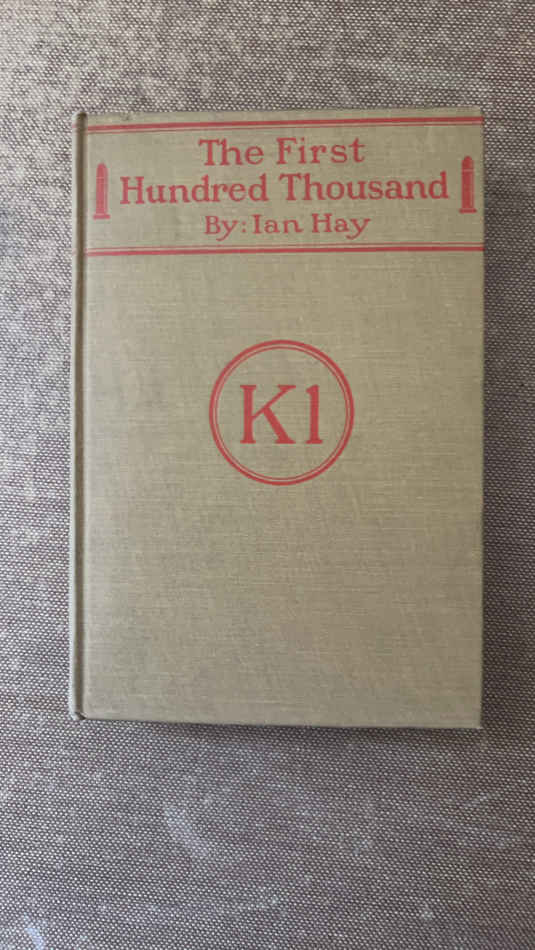 The First
Hundred Thousand
By: Ian Hay
K1